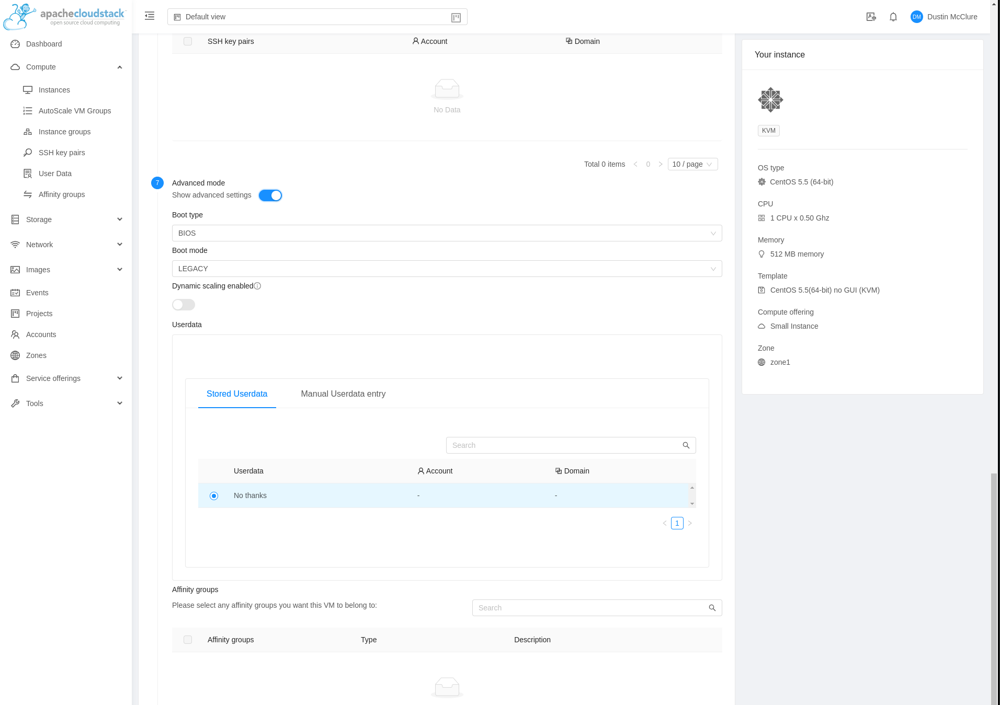 apachecloudstack
open source cloud computing
Default view
DM
Dustin McClure
Dashboard
Compute
Instances
AutoScale VM Groups
Instance groups
SSH key pairs
User Data
Affinity groups
Storage
Network
Images
Events
Projects
Accounts
Zones
Service offerings
Tools
SSH key pairs
Account
Domain
No Data
Total 0 items
0
10 / page
7
Advanced mode
Show advanced settings
Boot type
BIOS
Boot mode
LEGACY
Dynamic scaling enabled
Userdata
Stored Userdata
Manual Userdata entry
Search
Userdata
Account
Domain
No thanks
-
-
1
Affinity groups
Please select any affinity groups you want this VM to belong to:
Search
Affinity groups
Type
Description
Your instance
KVM
OS type
CentOS 5.5 (64-bit)
CPU
1 CPU x 0.50 Ghz
Memory
512 MB memory
Template
CentOS 5.5(64-bit) no GUI (KVM)
Compute offering
Small Instance
Zone
zone1